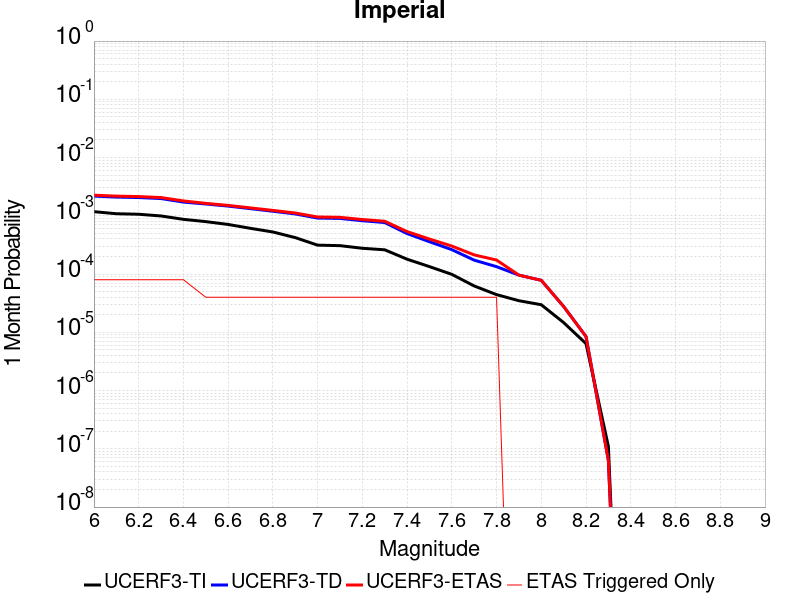 Imperial
10^0
10^-1
10^-2
10^-3
10^-4
10^-5
10^-6
10^-7
10^-8
1 Month Probability
6 6.2 6.4 6.6 6.8 7 7.2 7.4 7.6 7.8 8 8.2 8.4 8.6 8.8 9
Magnitude
UCERF3-TI UCERF3-TD UCERF3-ETAS ETAS Triggered Only